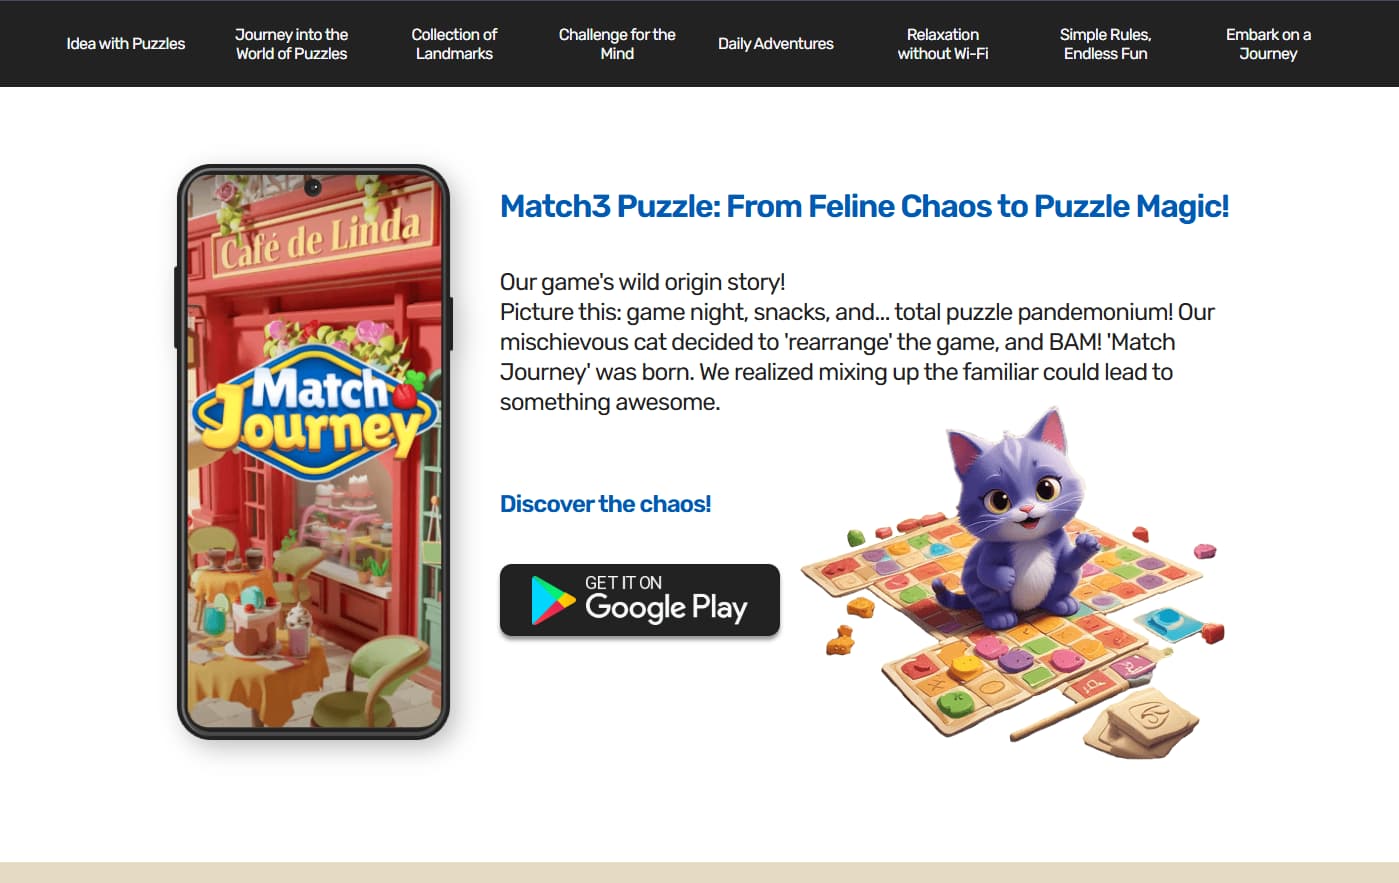 Idea with Puzzles
Journey into the
World of Puzzles
Collection of
Landmarks
Challenge for the
Mind
Daily Adventures
Relaxation
without Wi-Fi
Simple Rules,
Endless Fun
Embark on a
Journey
Café de Linda
Match
Journey
Match3 Puzzle: From Feline Chaos to Puzzle Magic!
Our game's wild origin story!
Picture this: game night, snacks, and... total puzzle pandemonium! Our
mischievous cat decided to 'rearrange' the game, and BAM! 'Match
Journey' was born. We realized mixing up the familiar could lead to
something awesome.
Discover the chaos!
GET IT ON
Google Play